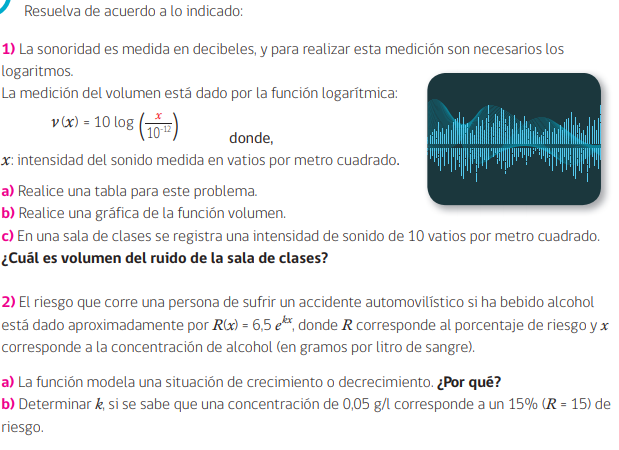 Resuelva de acuerdo a lo indicado:
1) La sonoridad es medida en decibeles, y para realizar esta medición son necesarios los
logaritmos.
La medición del volumen está dado por la función logarítmica:
v(x) = 10 log (x/10⁻¹²)
donde,
x: intensidad del sonido medida en vatios por metro cuadrado.
a) Realice una tabla para este problema.
b) Realice una gráfica de la función volumen.
c) En una sala de clases se registra una intensidad de sonido de 10 vatios por metro cuadrado.
¿Cuál es volumen del ruido de la sala de clases?
2) El riesgo que corre una persona de sufrir un accidente automovilístico si ha bebido alcohol
está dado aproximadamente por R(x) = 6,5 eᵏˣ, donde R corresponde al porcentaje de riesgo y x
corresponde a la concentración de alcohol (en gramos por litro de sangre).
a) La función modela una situación de crecimiento o decrecimiento. ¿Por qué?
b) Determinar k, si se sabe que una concentración de 0,05 g/l corresponde a un 15% (R = 15) de
riesgo.